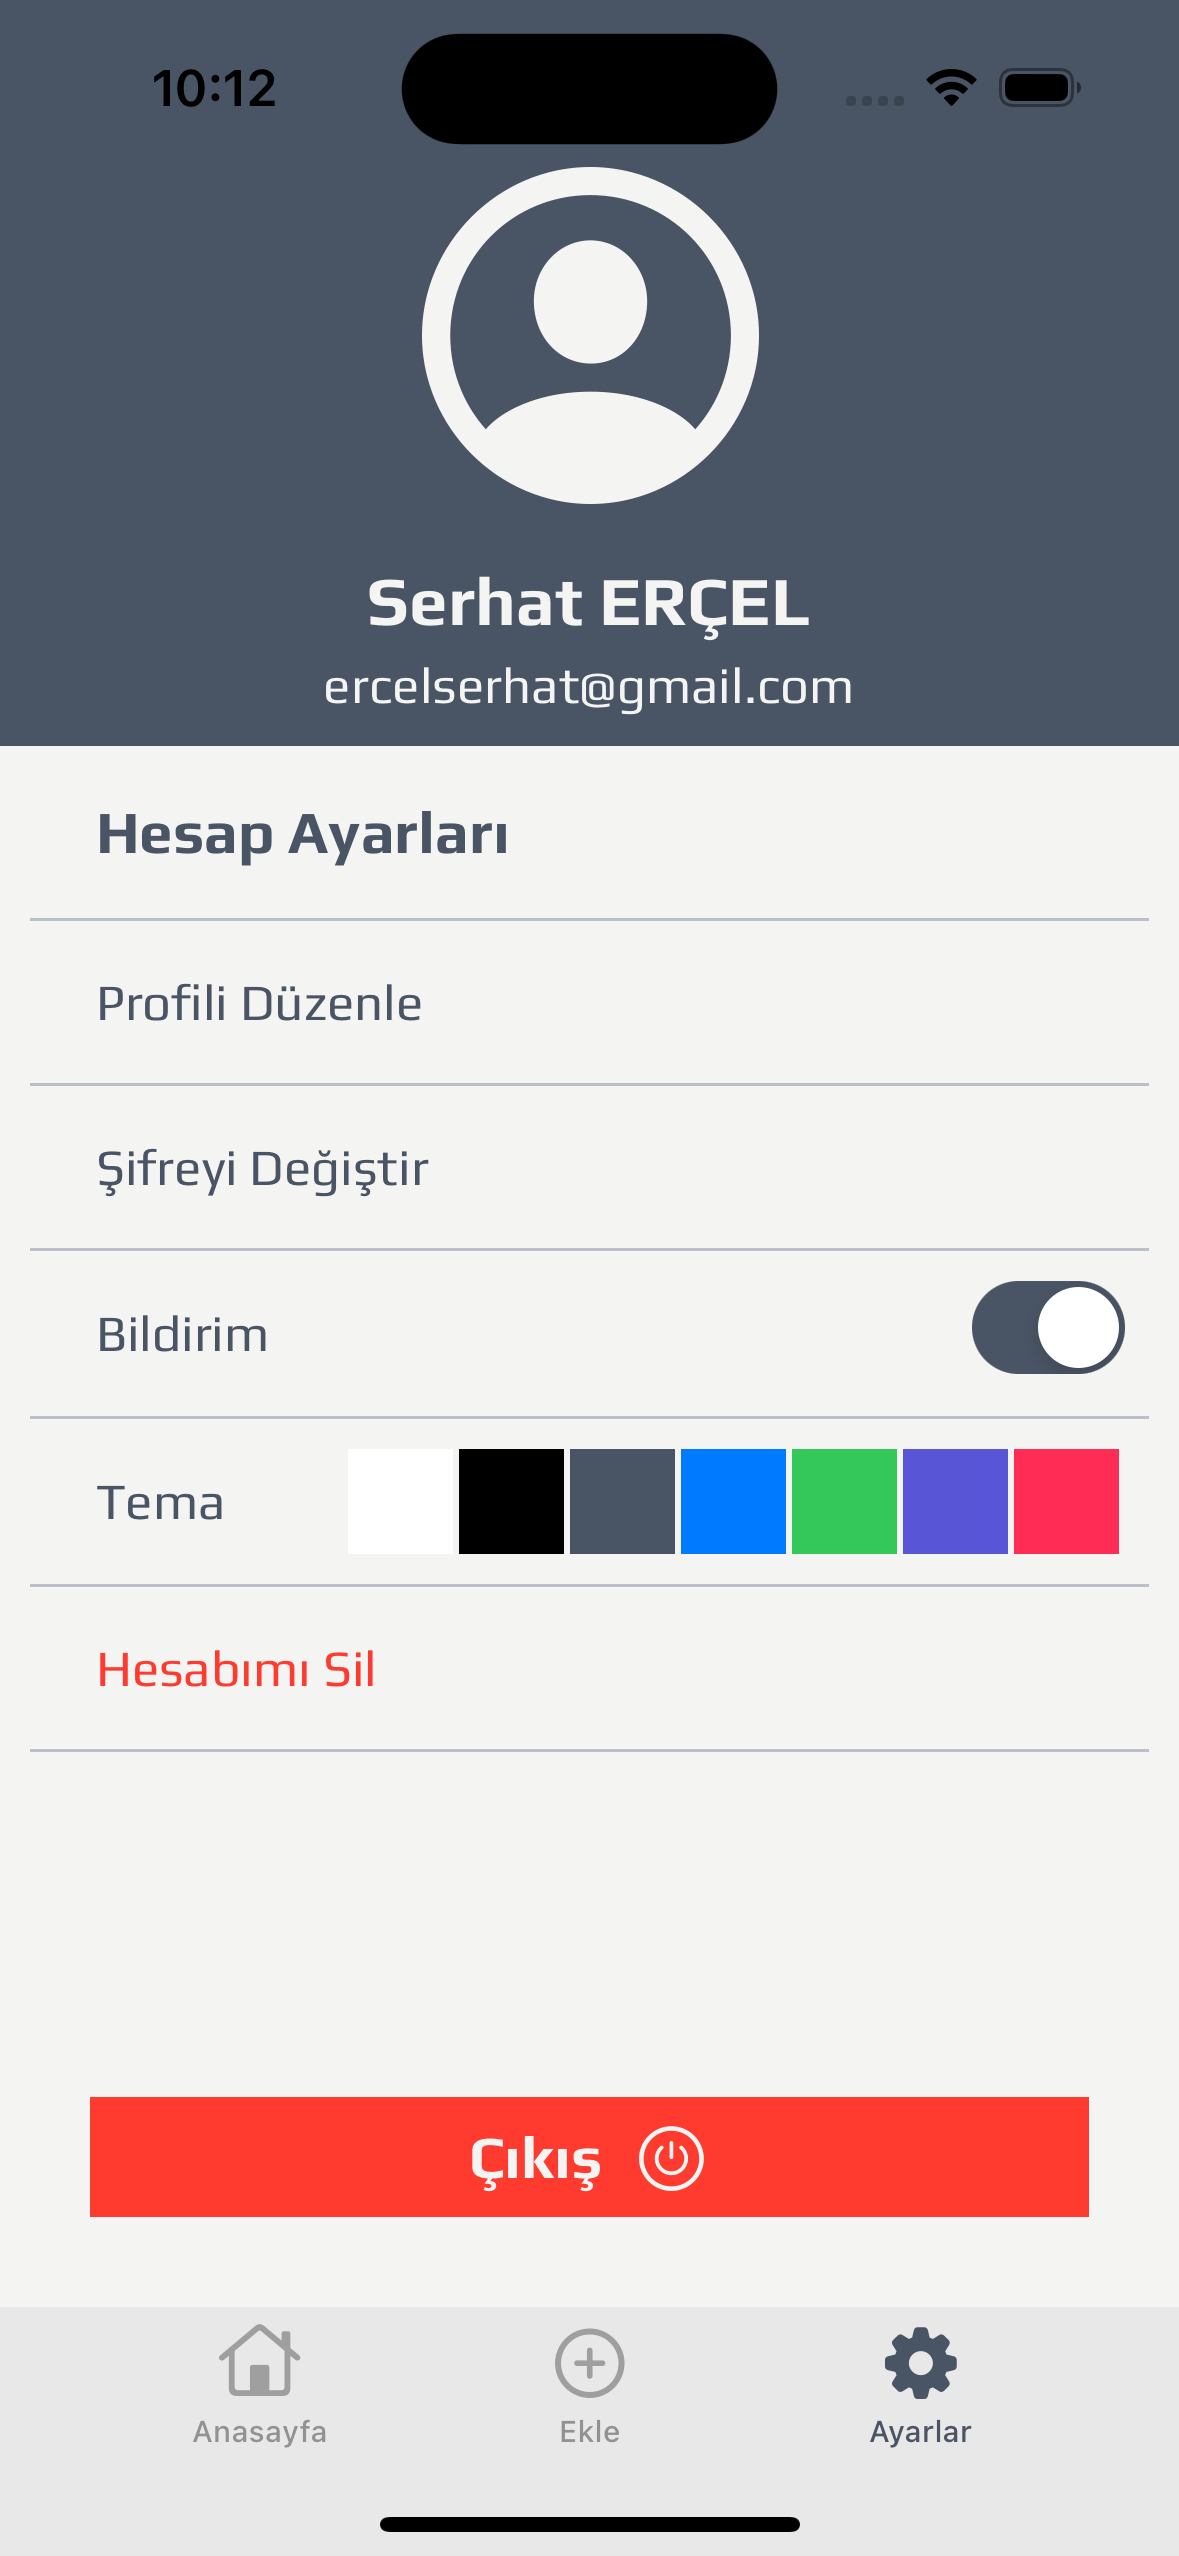 10:12
Serhat ERÇEL
ercelserhat@gmail.com
Hesap Ayarları
Profili Düzenle
Şifreyi Değiştir
Bildirim
Tema
Hesabımı Sil
Çıkış
Anasayfa
Ekle
Ayarlar